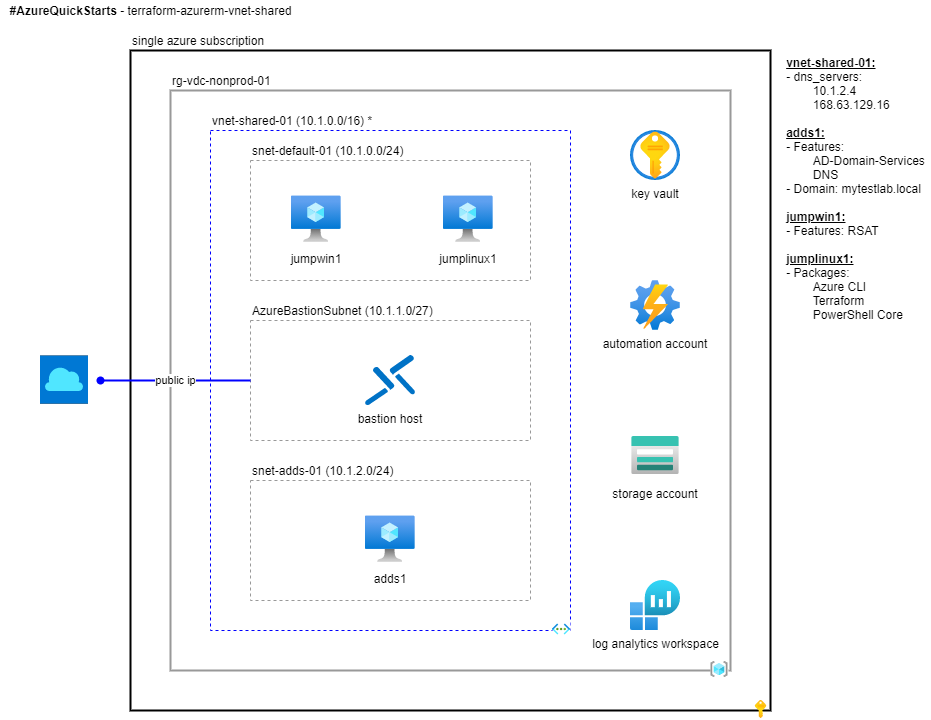 #AzureQuickStarts - terraform-azurerm-vnet-shared
single azure subscription
rg-vdc-nonprod-01
vnet-shared-01 (10.1.0.0/16) *
snet-default-01 (10.1.0.0/24)
jumpwin1
jumplinux1
AzureBastionSubnet (10.1.1.0/27)
public ip
bastion host
snet-adds-01 (10.1.2.0/24)
adds1
key vault
automation account
storage account
log analytics workspace
vnet-shared-01:
- dns_servers:
10.1.2.4
168.63.129.16
adds1:
- Features:
AD-Domain-Services
DNS
- Domain: mytestlab.local
jumpwin1:
- Features: RSAT
jumplinux1:
- Packages:
Azure CLI
Terraform
PowerShell Core